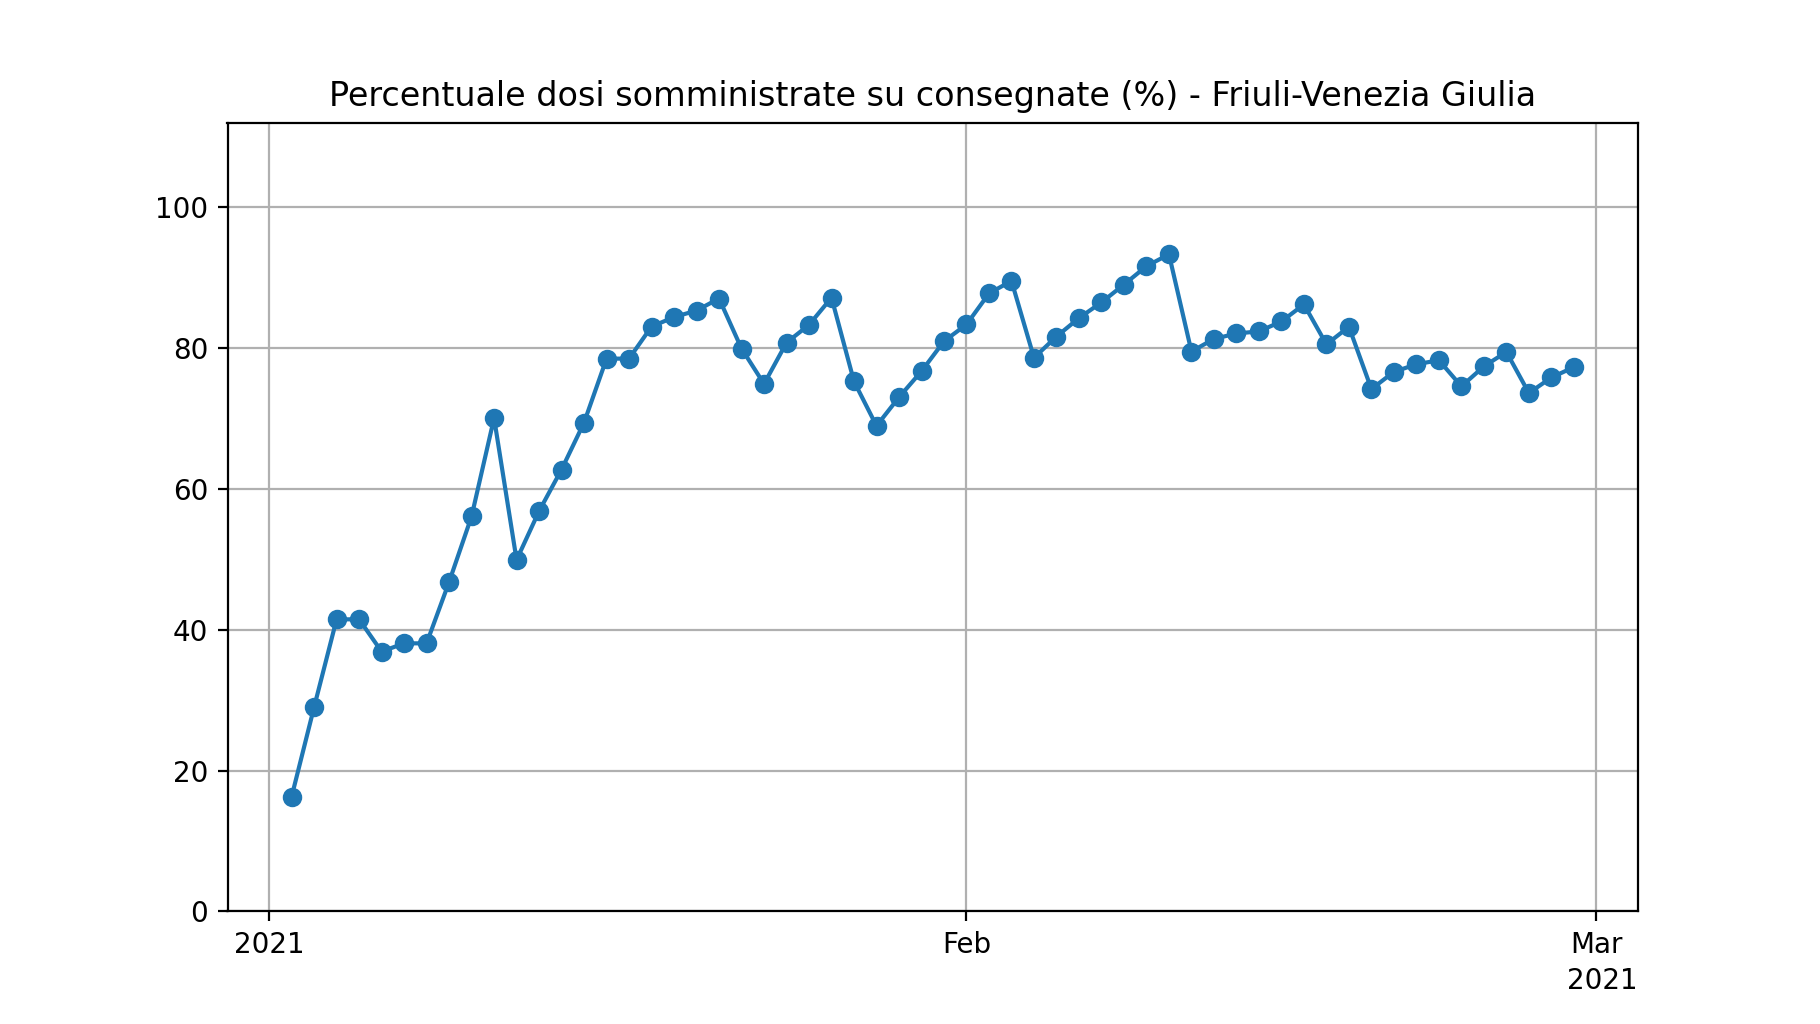 Percentuale dosi somministrate su consegnate (%) - Friuli-Venezia Giulia
100
80
60
40
20
0
2021
Feb
Mar
2021